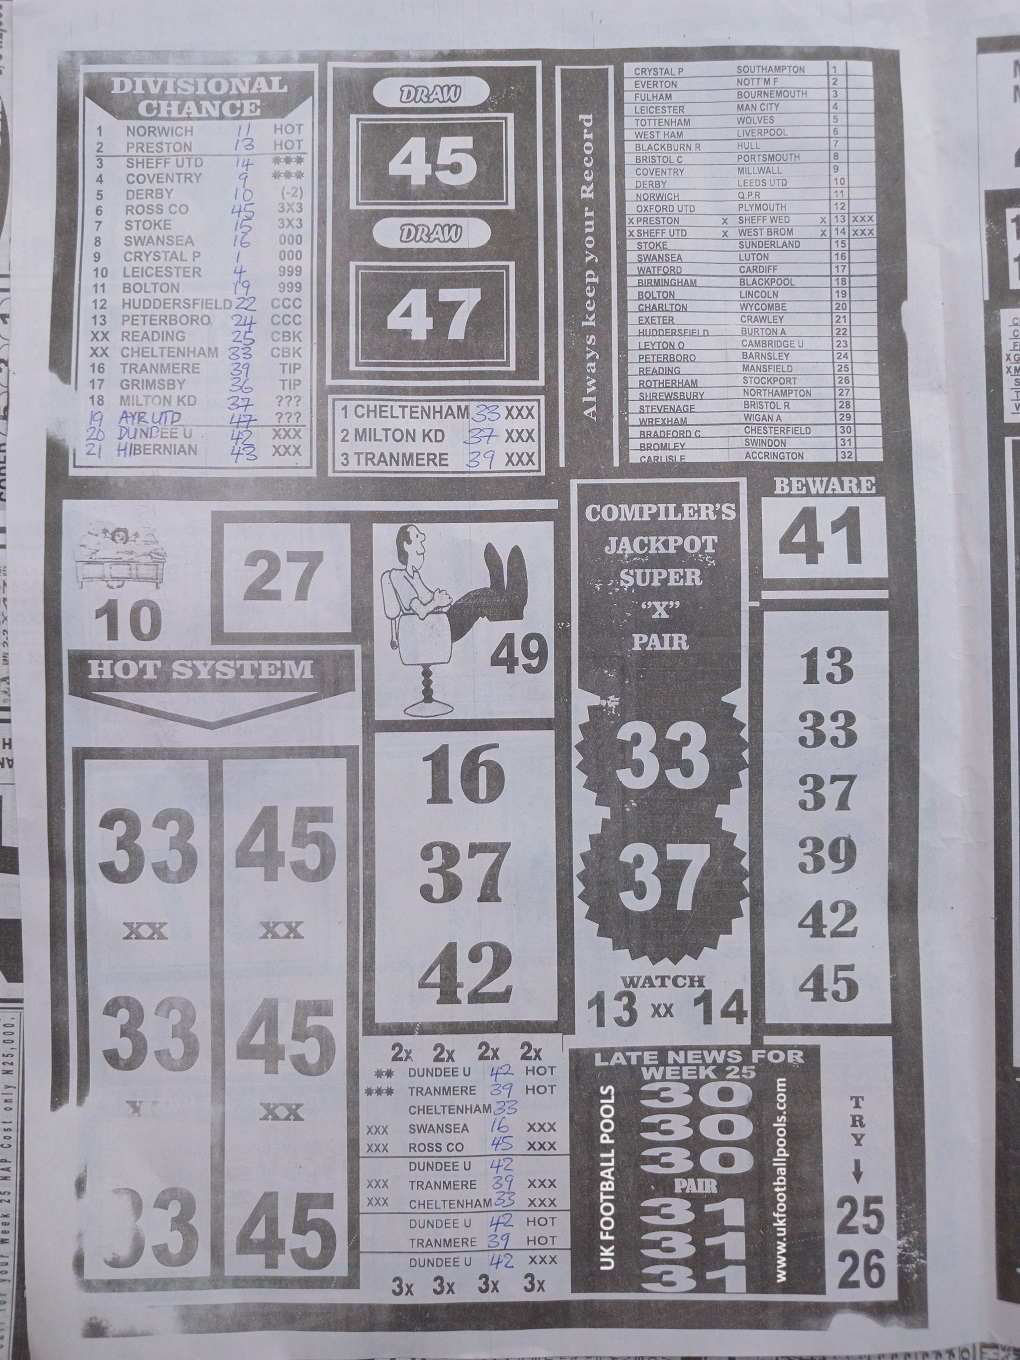 DIVISIONAL
CHANCE
1 NORWICH 11 HOT
2 PRESTON 13 HOT
3 SHEFF UTD 14 ***
4 COVENTRY 9 ***
5 DERBY 10 (-2)
6 ROSS CO 45 3X3
7 STOKE 15 3X3
8 SWANSEA 16 000
9 CRYSTAL P 1 000
10 LEICESTER 4 999
11 BOLTON 19 999
12 HUDDERSFIELD 22 CCC
13 PETERBORO 24 CCC
XX READING 25 CBK
XX CHELTENHAM 33 CBK
16 TRANMERE 39 TIP
17 GRIMSBY 36 TIP
18 MILTON KD 37 ???
19 AYR UTD 47 ???
20 DUNDEE U 42 XXX
21 HIBERNIAN 43 XXX
DRAW
45
DRAW
47
1 CHELTENHAM 33 XXX
2 MILTON KD 37 XXX
3 TRANMERE 39 XXX
Always keep your Record
CRYSTAL P SOUTHAMPTON 1
EVERTON NOTT'M F 2
FULHAM BOURNEMOUTH 3
LEICESTER MAN CITY 4
TOTTENHAM WOLVES 5
WEST HAM LIVERPOOL 6
BLACKBURN R HULL 7
BRISTOL C PORTSMOUTH 8
COVENTRY MILLWALL 9
DERBY LEEDS UTD 10
NORWICH Q.P.R 11
OXFORD UTD PLYMOUTH 12
X PRESTON X SHEFF WED X 13 XXX
X SHEFF UTD X WEST BROM X 14 XXX
STOKE SUNDERLAND 15
SWANSEA LUTON 16
WATFORD CARDIFF 17
BIRMINGHAM BLACKPOOL 18
BOLTON LINCOLN 19
CHARLTON WYCOMBE 20
EXETER CRAWLEY 21
HUDDERSFIELD BURTON A 22
LEYTON O CAMBRIDGE U 23
PETERBORO BARNSLEY 24
READING MANSFIELD 25
ROTHERHAM STOCKPORT 26
SHREWSBURY NORTHAMPTON 27
STEVENAGE BRISTOL R 28
WREXHAM WIGAN A 29
BRADFORD C CHESTERFIELD 30
BROMLEY SWINDON 31
CARLISLE ACCRINGTON 32
10
27
49
HOT SYSTEM
33 45
XX XX
33 45
XX
33 45
16
37
42
2x 2x 2x 2x
** DUNDEE U 42 HOT
*** TRANMERE 39 HOT
CHELTENHAM 33
XXX SWANSEA 16 XXX
XXX ROSS CO 45 XXX
DUNDEE U 42
XXX TRANMERE 39 XXX
XXX CHELTENHAM 33 XXX
DUNDEE U 42 HOT
TRANMERE 39 HOT
DUNDEE U 42 XXX
3x 3x 3x 3x
COMPILER'S
JACKPOT
SUPER
"X"
PAIR
33
37
WATCH
13 XX 14
BEWARE
41
13
33
37
39
42
45
LATE NEWS FOR
WEEK 25
UK FOOTBALL POOLS
30
30
30
PAIR
31
31
31
www.ukfootballpools.com
TRY
25
26